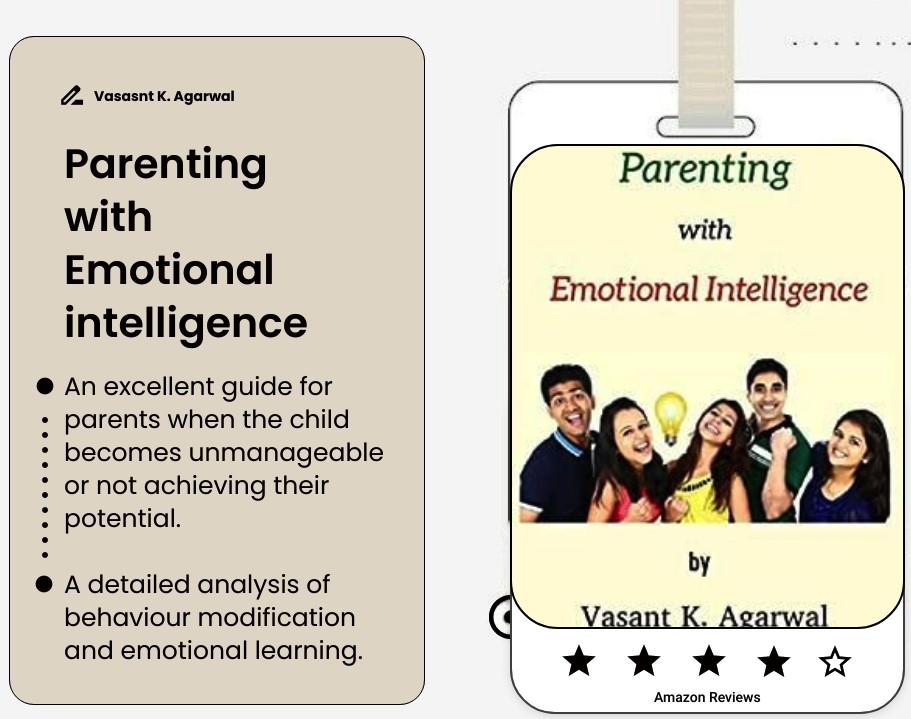 Vasasnt K. Agarwal
Parenting
with
Emotional
intelligence
An excellent guide for
parents when the child
becomes unmanageable
or not achieving their
potential.
A detailed analysis of
behaviour modification
and emotional learning.
Parenting
with
Emotional Intelligence
by
Vasant K. Agarwal
Amazon Reviews